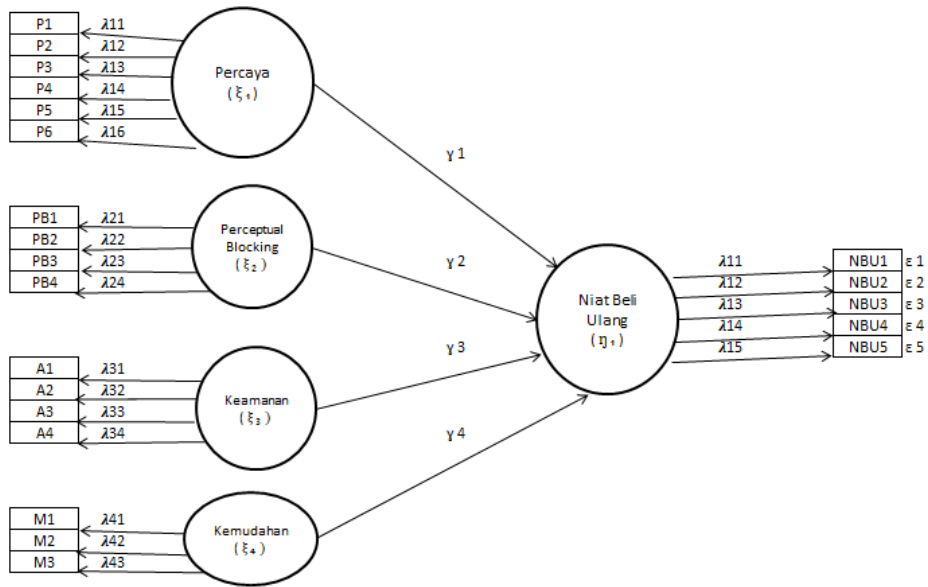 P1 λ11
P2 λ12
P3 λ13
P4 λ14
P5 λ15
P6 λ16
Percaya
(ξ₁)
γ 1
PB1 λ21
PB2 λ22
PB3 λ23
PB4 λ24
Perceptual
Blocking
(ξ₂)
γ 2
A1 λ31
A2 λ32
A3 λ33
A4 λ34
Keamanan
(ξ₃)
γ 3
M1 λ41
M2 λ42
M3 λ43
Kemudahan
(ξ₄)
γ 4
Niat Beli
Ulang
(η₁)
λ11 NBU1 ε 1
λ12 NBU2 ε 2
λ13 NBU3 ε 3
λ14 NBU4 ε 4
λ15 NBU5 ε 5